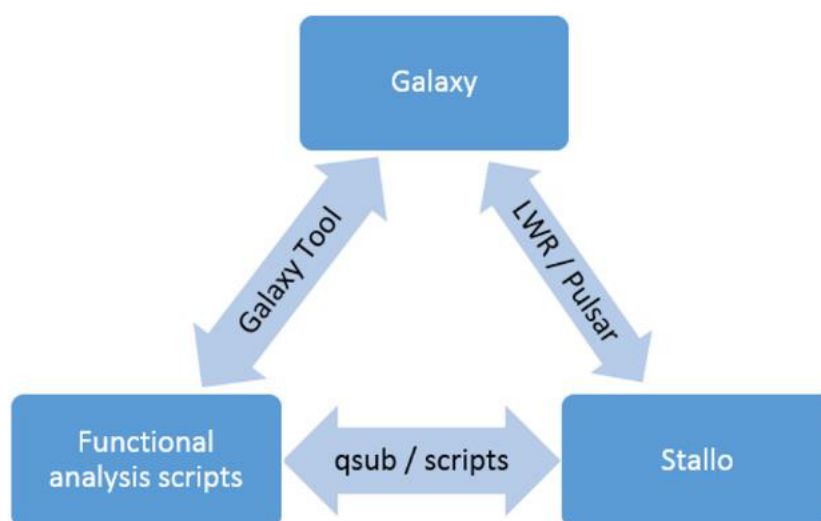 Galaxy
Galaxy Tool
LWR / Pulsar
Functional
analysis scripts
qsub / scripts
Stallo